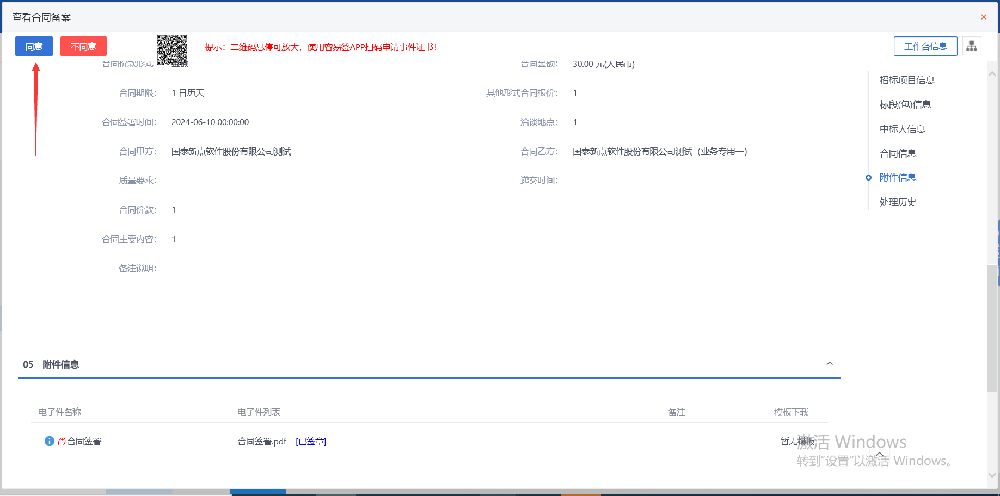 查看合同备案
×
同意 不同意 提示：二维码悬停可放大，使用容易签APP扫码申请事件证书！ 工作台信息
合同价款形式 金额 合同金额： 30.00 元(人民币)
合同期限： 1 日历天 其他形式合同报价： 1
合同签署时间： 2024-06-10 00:00:00 洽谈地点： 1
合同甲方： 国泰新点软件股份有限公司测试 合同乙方： 国泰新点软件股份有限公司测试（业务专用一）
质量要求： 递交时间：
合同价款： 1
合同主要内容： 1
备注说明：
招标项目信息
标段(包)信息
中标人信息
合同信息
附件信息
处理历史
05 附件信息
电子件名称 电子件列表 备注 模板下载
(*) 合同签署 合同签署.pdf [已签章] 暂无模板
激活 Windows
转到“设置”以激活 Windows。